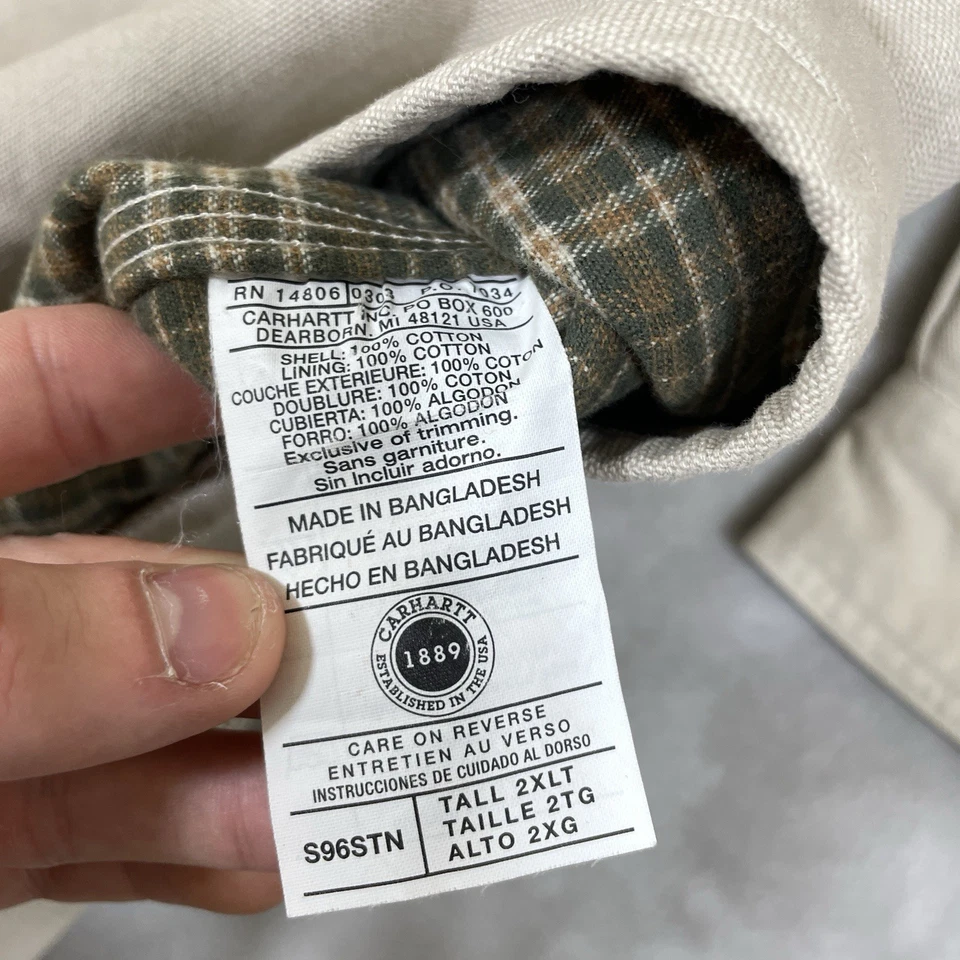 RN 14806 0303 P.O. 1034
CARHARTT, INC. PO BOX 600
DEARBORN, MI 48121 USA
SHELL: 100% COTTON
LINING: 100% COTTON
COUCHE EXTERIEURE: 100% COTON
DOUBLURE: 100% COTON
CUBIERTA: 100% ALGODON
FORRO: 100% ALGODON
Exclusive of trimming.
Sans garniture.
Sin Incluir adorno.
MADE IN BANGLADESH
FABRIQUÉ AU BANGLADESH
HECHO EN BANGLADESH
CARHARTT
1889
ESTABLISHED IN THE USA
CARE ON REVERSE
ENTRETIEN AU VERSO
INSTRUCCIONES DE CUIDADO AL DORSO
S96STN
TALL 2XLT
TAILLE 2TG
ALTO 2XG